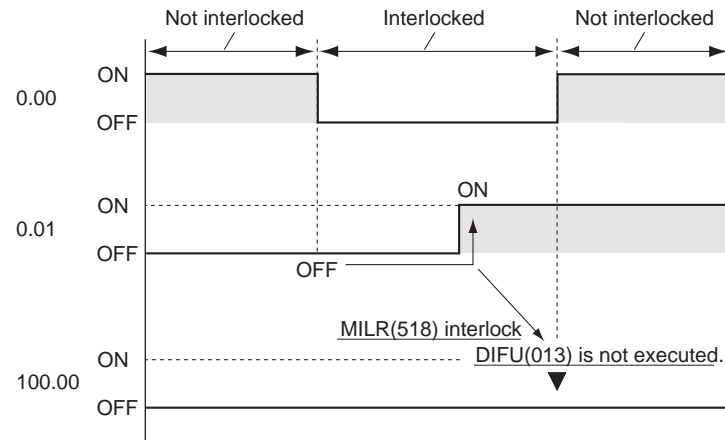 Not interlocked Interlocked Not interlocked
ON
0.00
OFF
ON
ON
0.01
OFF
OFF
MILR(518) interlock
DIFU(013) is not executed.
ON
100.00
OFF